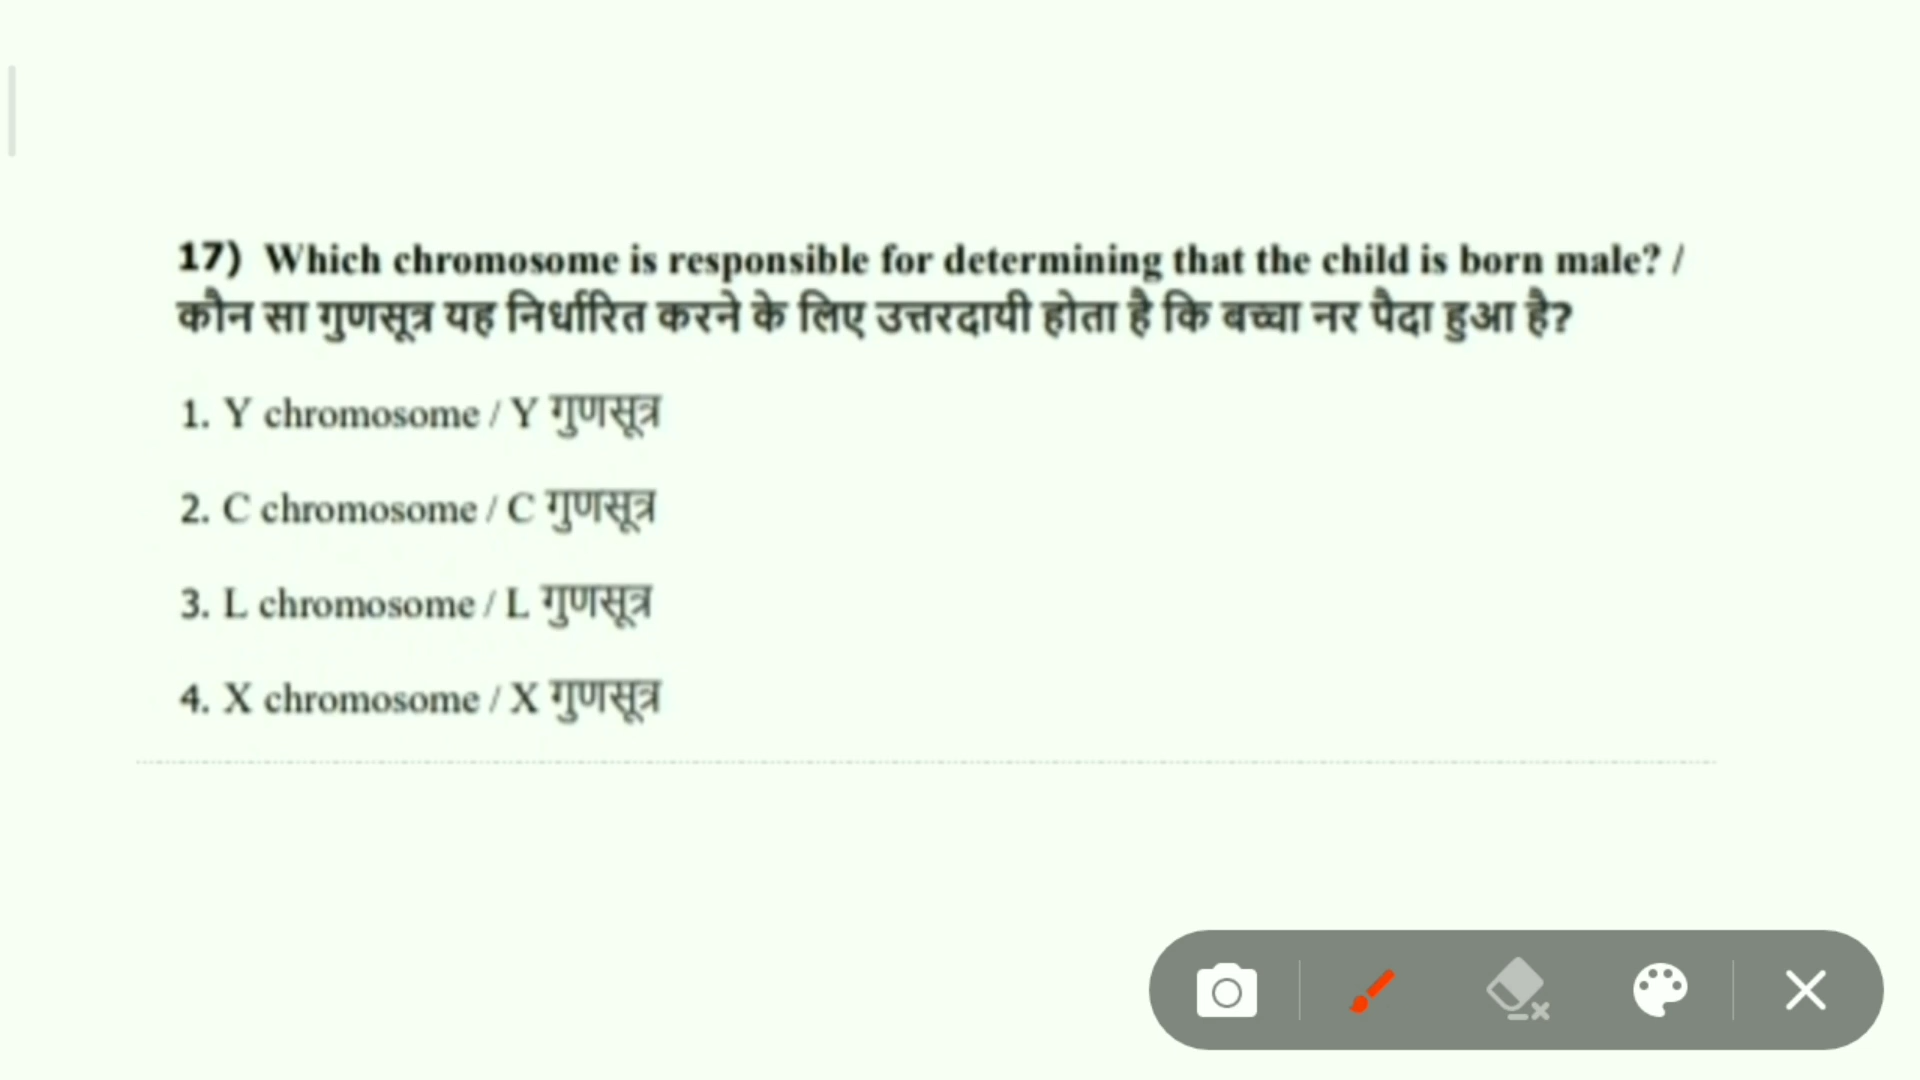 17) Which chromosome is responsible for determining that the child is born male? /
कौन सा गुणसूत्र यह निर्धारित करने के लिए उत्तरदायी होता है कि बच्चा नर पैदा हुआ है?
1. Y chromosome / Y गुणसूत्र
2. C chromosome / C गुणसूत्र
3. L chromosome / L गुणसूत्र
4. X chromosome / X गुणसूत्र